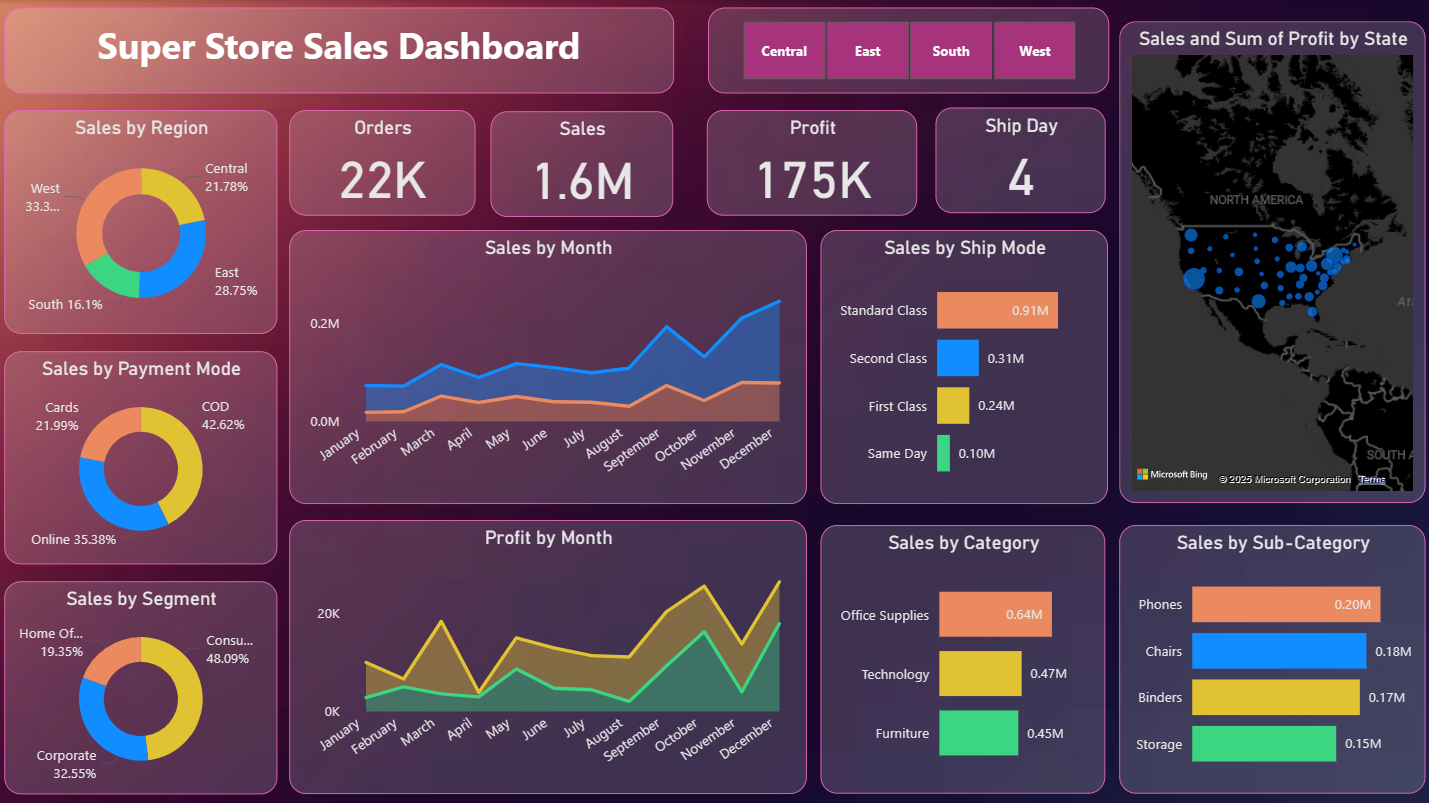 Super Store Sales Dashboard
Central
East
South
West
Sales and Sum of Profit by State
NORTH AMERICA
Atl
SOUTH A
Microsoft Bing
© 2025 Microsoft Corporation
Terms
Sales by Region
Central
21.78%
West
33.3...
East
28.75%
South 16.1%
Orders
22K
Sales
1.6M
Profit
175K
Ship Day
4
Sales by Month
0.2M
0.0M
January
February
March
April
May
June
July
August
September
October
November
December
Sales by Ship Mode
Standard Class
0.91M
Second Class
0.31M
First Class
0.24M
Same Day
0.10M
Sales by Payment Mode
Cards
21.99%
COD
42.62%
Online 35.38%
Sales by Segment
Home Of...
19.35%
Consu...
48.09%
Corporate
32.55%
Profit by Month
20K
0K
January
February
March
April
May
June
July
August
September
October
November
December
Sales by Category
Office Supplies
0.64M
Technology
0.47M
Furniture
0.45M
Sales by Sub-Category
Phones
0.20M
Chairs
0.18M
Binders
0.17M
Storage
0.15M